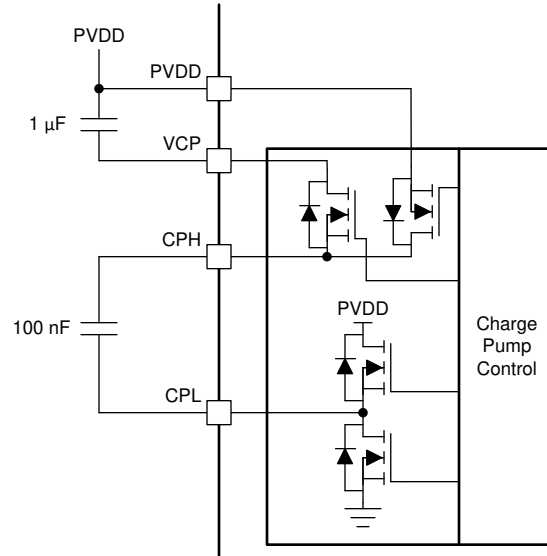 PVDD
PVDD
1 µF
VCP
CPH
100 nF
PVDD
Charge
Pump
Control
CPL